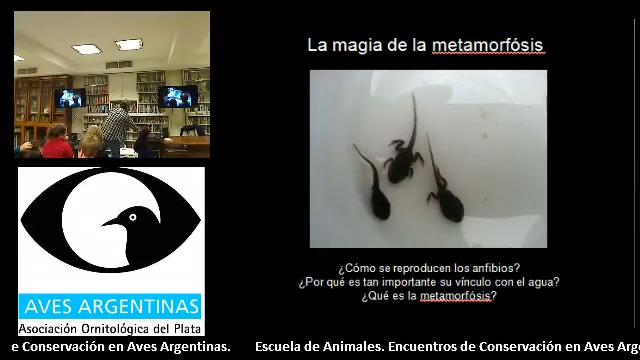 La magia de la metamorfósis
¿Cómo se reproducen los anfibios?
¿Por qué es tan importante su vínculo con el agua?
¿Qué es la metamorfósis?
AVES ARGENTINAS
Asociación Ornitológica del Plata
e Conservación en Aves Argentinas. Escuela de Animales. Encuentros de Conservación en Aves Arg